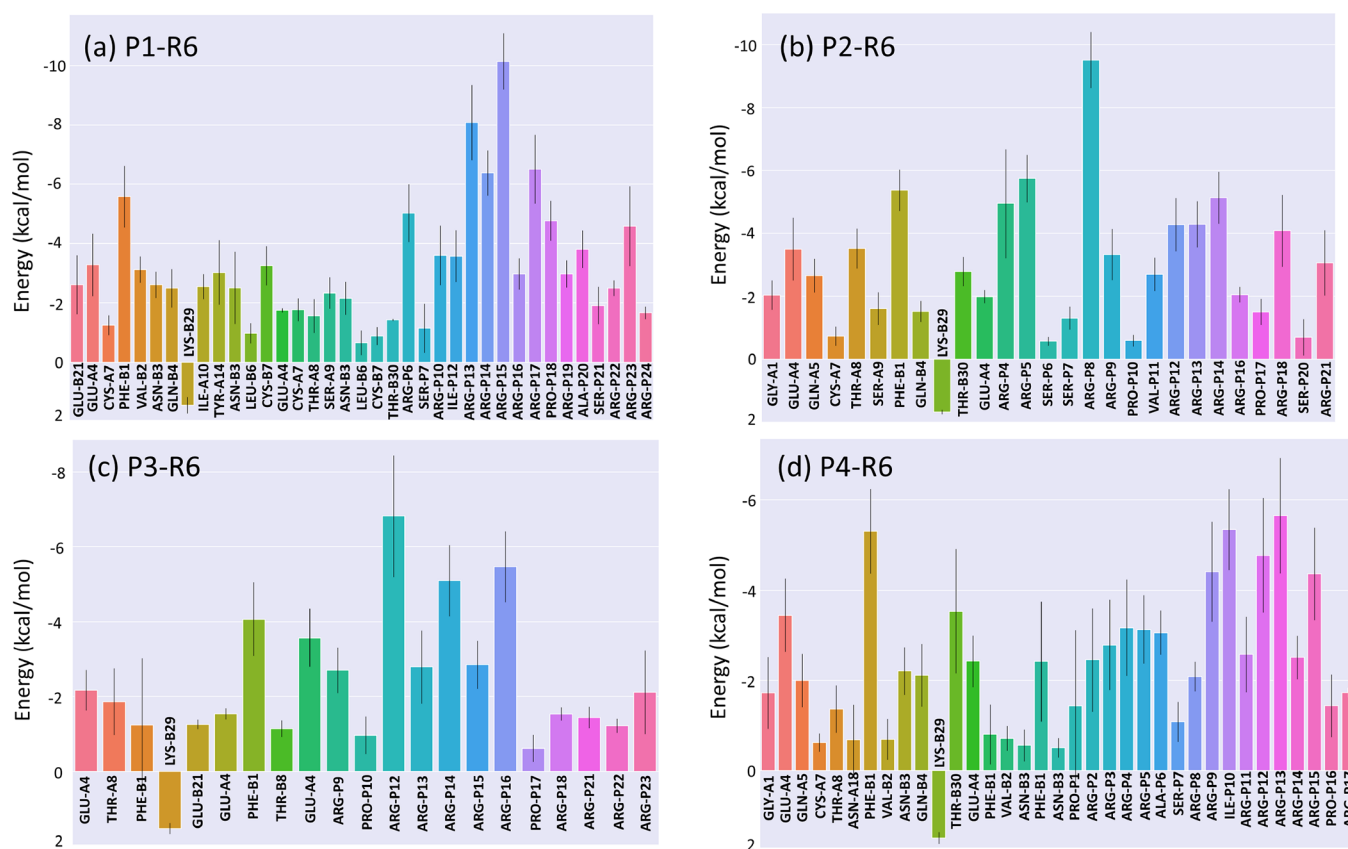 (a) P1-R6
Energy (kcal/mol)
-10
-8
-6
-4
-2
0
2
GLU-B21
GLU-A4
CYS-A7
PHE-B1
VAL-B2
ASN-B3
GLN-B4
LYS-B29
ILE-A10
TYR-A14
ASN-B3
LEU-B6
CYS-B7
GLU-A4
CYS-A7
THR-A8
SER-A9
ASN-B3
LEU-B6
CYS-B7
THR-B30
ARG-P6
SER-P7
ARG-P10
ILE-P12
ARG-P13
ARG-P14
ARG-P15
ARG-P16
ARG-P17
PRO-P18
ARG-P19
ALA-P20
SER-P21
ARG-P22
ARG-P23
ARG-P24
(b) P2-R6
Energy (kcal/mol)
-10
-8
-6
-4
-2
0
2
GLY-A1
GLU-A4
GLN-A5
CYS-A7
THR-A8
SER-A9
PHE-B1
GLN-B4
LYS-B29
THR-B30
GLU-A4
ARG-P4
ARG-P5
SER-P6
SER-P7
ARG-P8
ARG-P9
PRO-P10
VAL-P11
ARG-P12
ARG-P13
ARG-P14
ARG-P16
PRO-P17
ARG-P18
SER-P20
ARG-P21
(c) P3-R6
Energy (kcal/mol)
-8
-6
-4
-2
0
2
GLU-A4
THR-A8
PHE-B1
LYS-B29
GLU-B21
GLU-A4
PHE-B1
THR-B8
GLU-A4
ARG-P9
PRO-P10
ARG-P12
ARG-P13
ARG-P14
ARG-P15
ARG-P16
PRO-P17
ARG-P18
ARG-P21
ARG-P22
ARG-P23
(d) P4-R6
Energy (kcal/mol)
-6
-4
-2
0
2
GLY-A1
GLU-A4
GLN-A5
CYS-A7
THR-A8
ASN-A18
PHE-B1
VAL-B2
ASN-B3
GLN-B4
LYS-B29
THR-B30
GLU-A4
PHE-B1
VAL-B2
ASN-B3
PHE-B1
ASN-B3
PRO-P1
ARG-P2
ARG-P3
ARG-P4
ARG-P5
ALA-P6
SER-P7
ARG-P8
ARG-P9
ILE-P10
ARG-P11
ARG-P12
ARG-P13
ARG-P14
ARG-P15
PRO-P16
ARG-P17